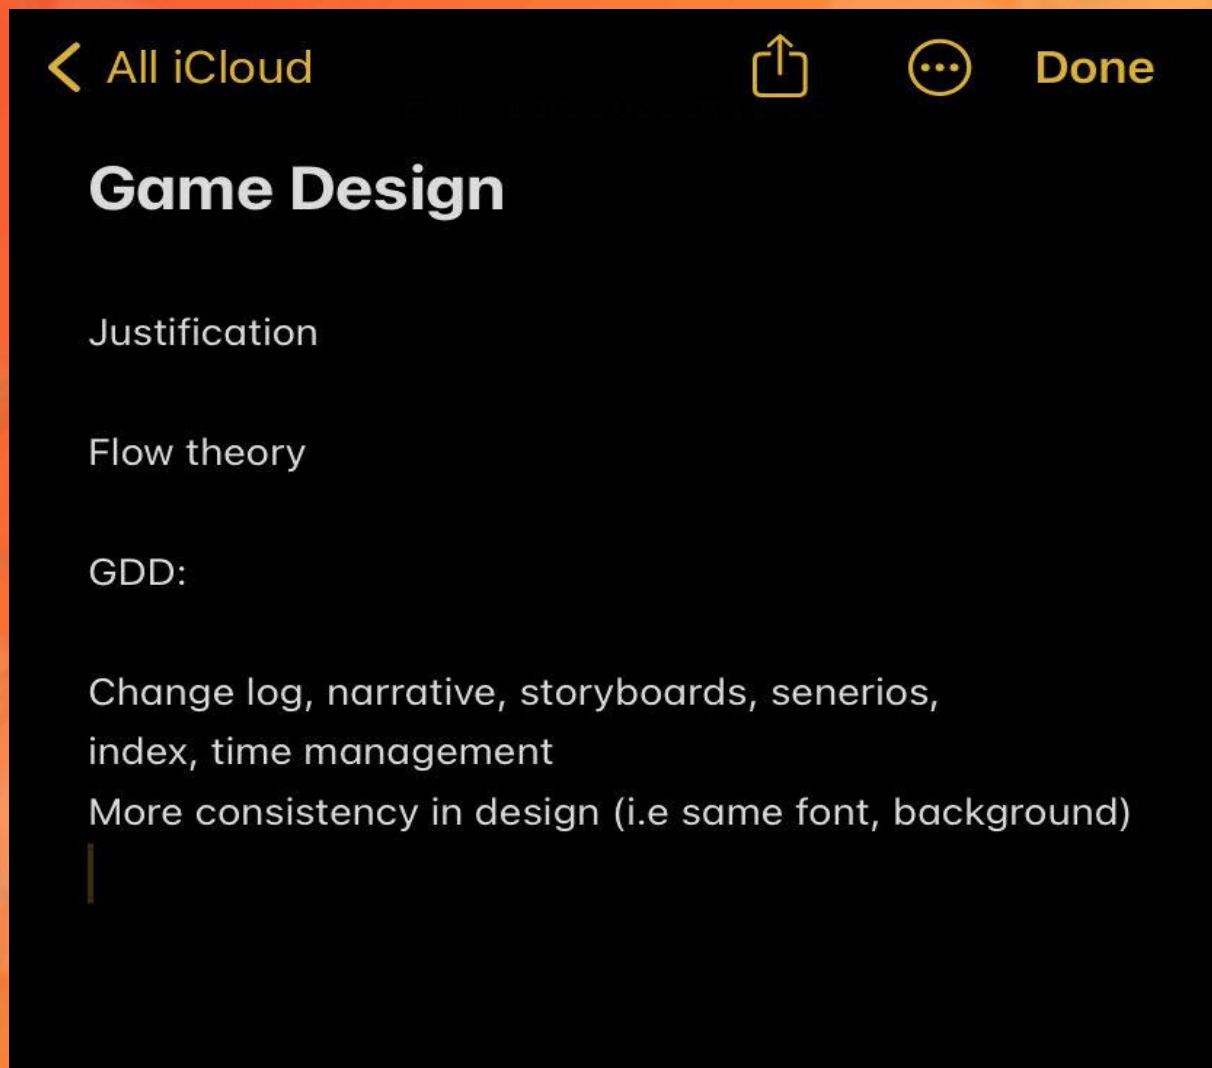 All iCloud
Done
Game Design
Justification
Flow theory
GDD:
Change log, narrative, storyboards, senerios,
index, time management
More consistency in design (i.e same font, background)